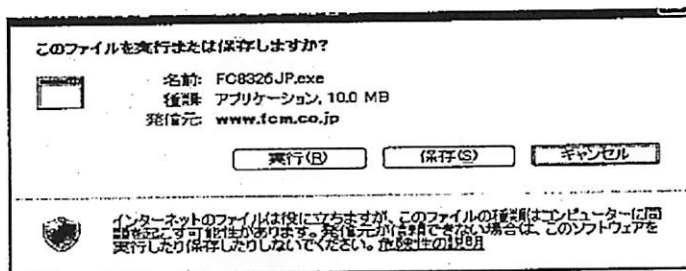 このファイルを実行または保存しますか?
名前: FC8326JP.exe
種類: アプリケーション, 10.0 MB
発信元: www.fcm.co.jp
実行(R) 保存(S) キャンセル
インターネットのファイルは役に立ちますが、このファイルの種類はコンピューターに問
題を起こす可能性があります。発信元が信頼できない場合は、このソフトウェアを
実行したり保存したりしないでください。危険性の説明